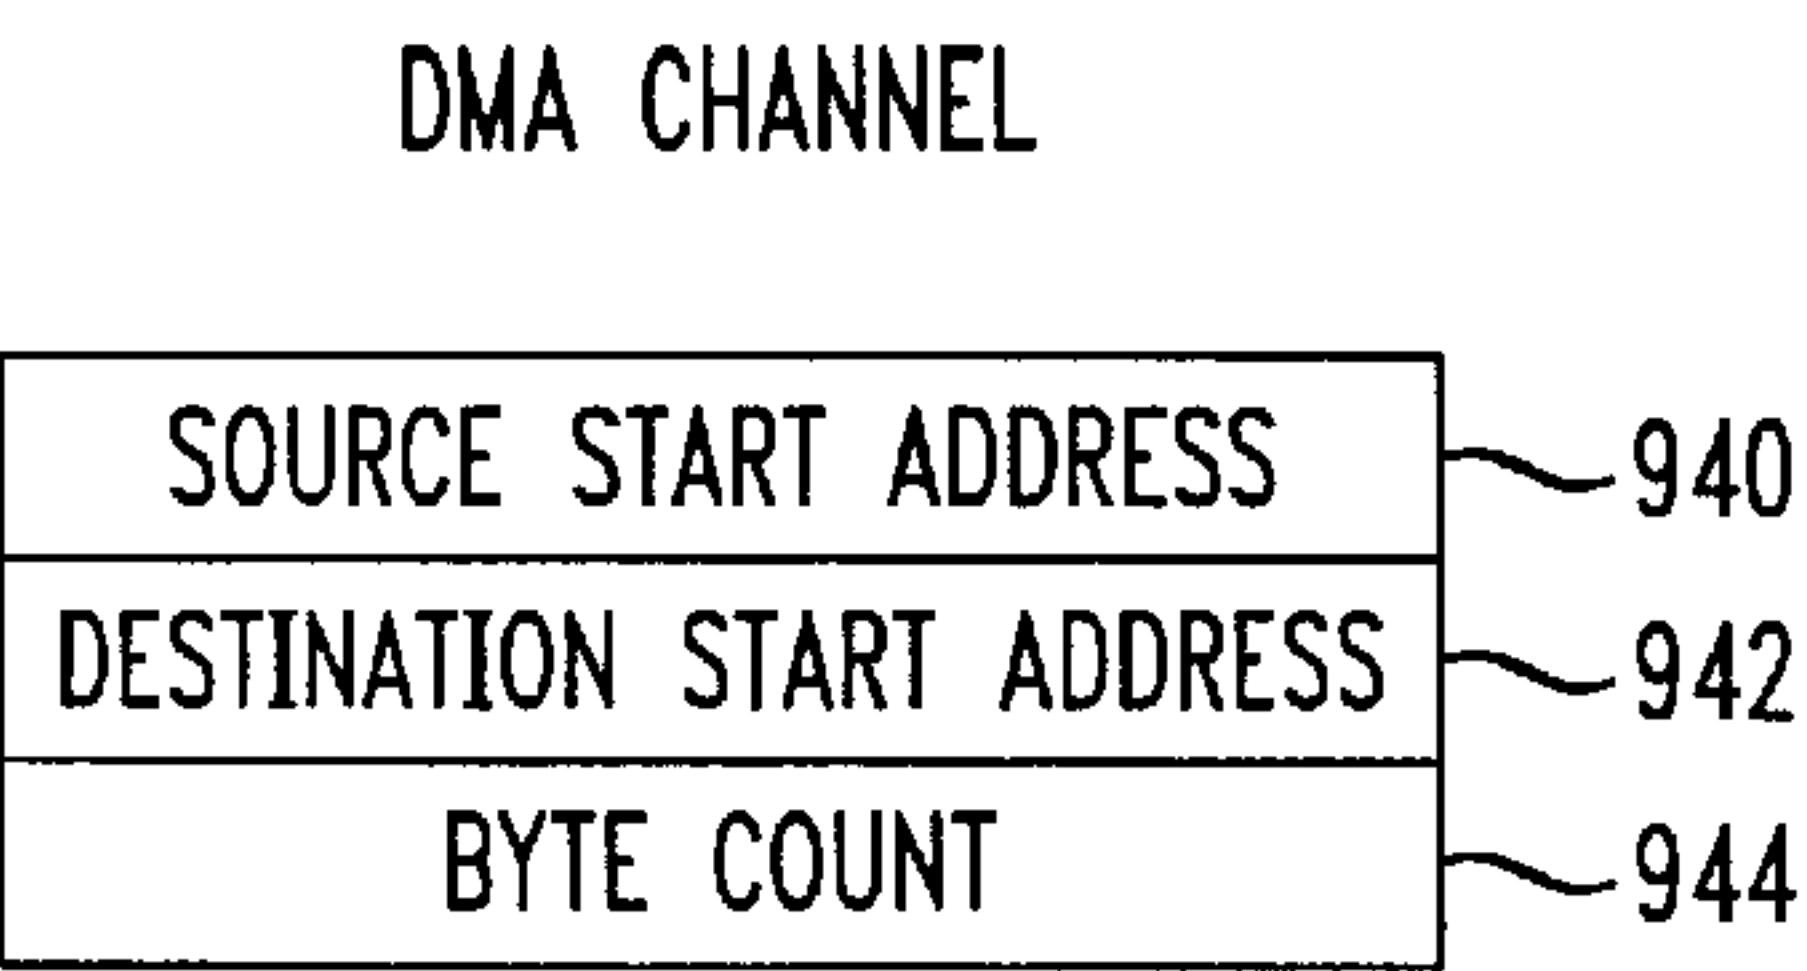 DMA CHANNEL
SOURCE START ADDRESS 940
DESTINATION START ADDRESS 942
BYTE COUNT 944